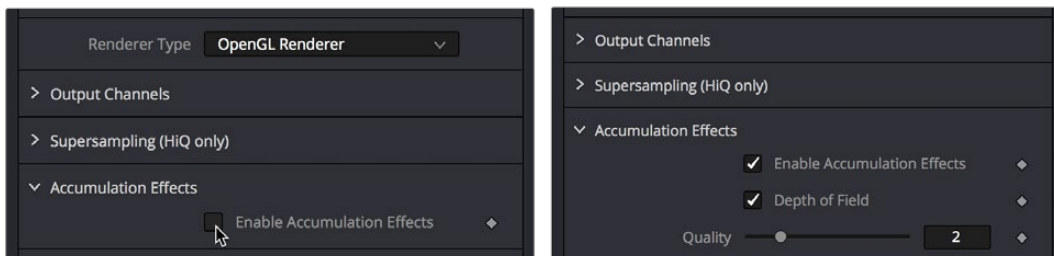 Renderer Type OpenGL Renderer
Output Channels
Supersampling (HiQ only)
Accumulation Effects
Enable Accumulation Effects
Output Channels
Supersampling (HiQ only)
Accumulation Effects
Enable Accumulation Effects
Depth of Field
Quality 2